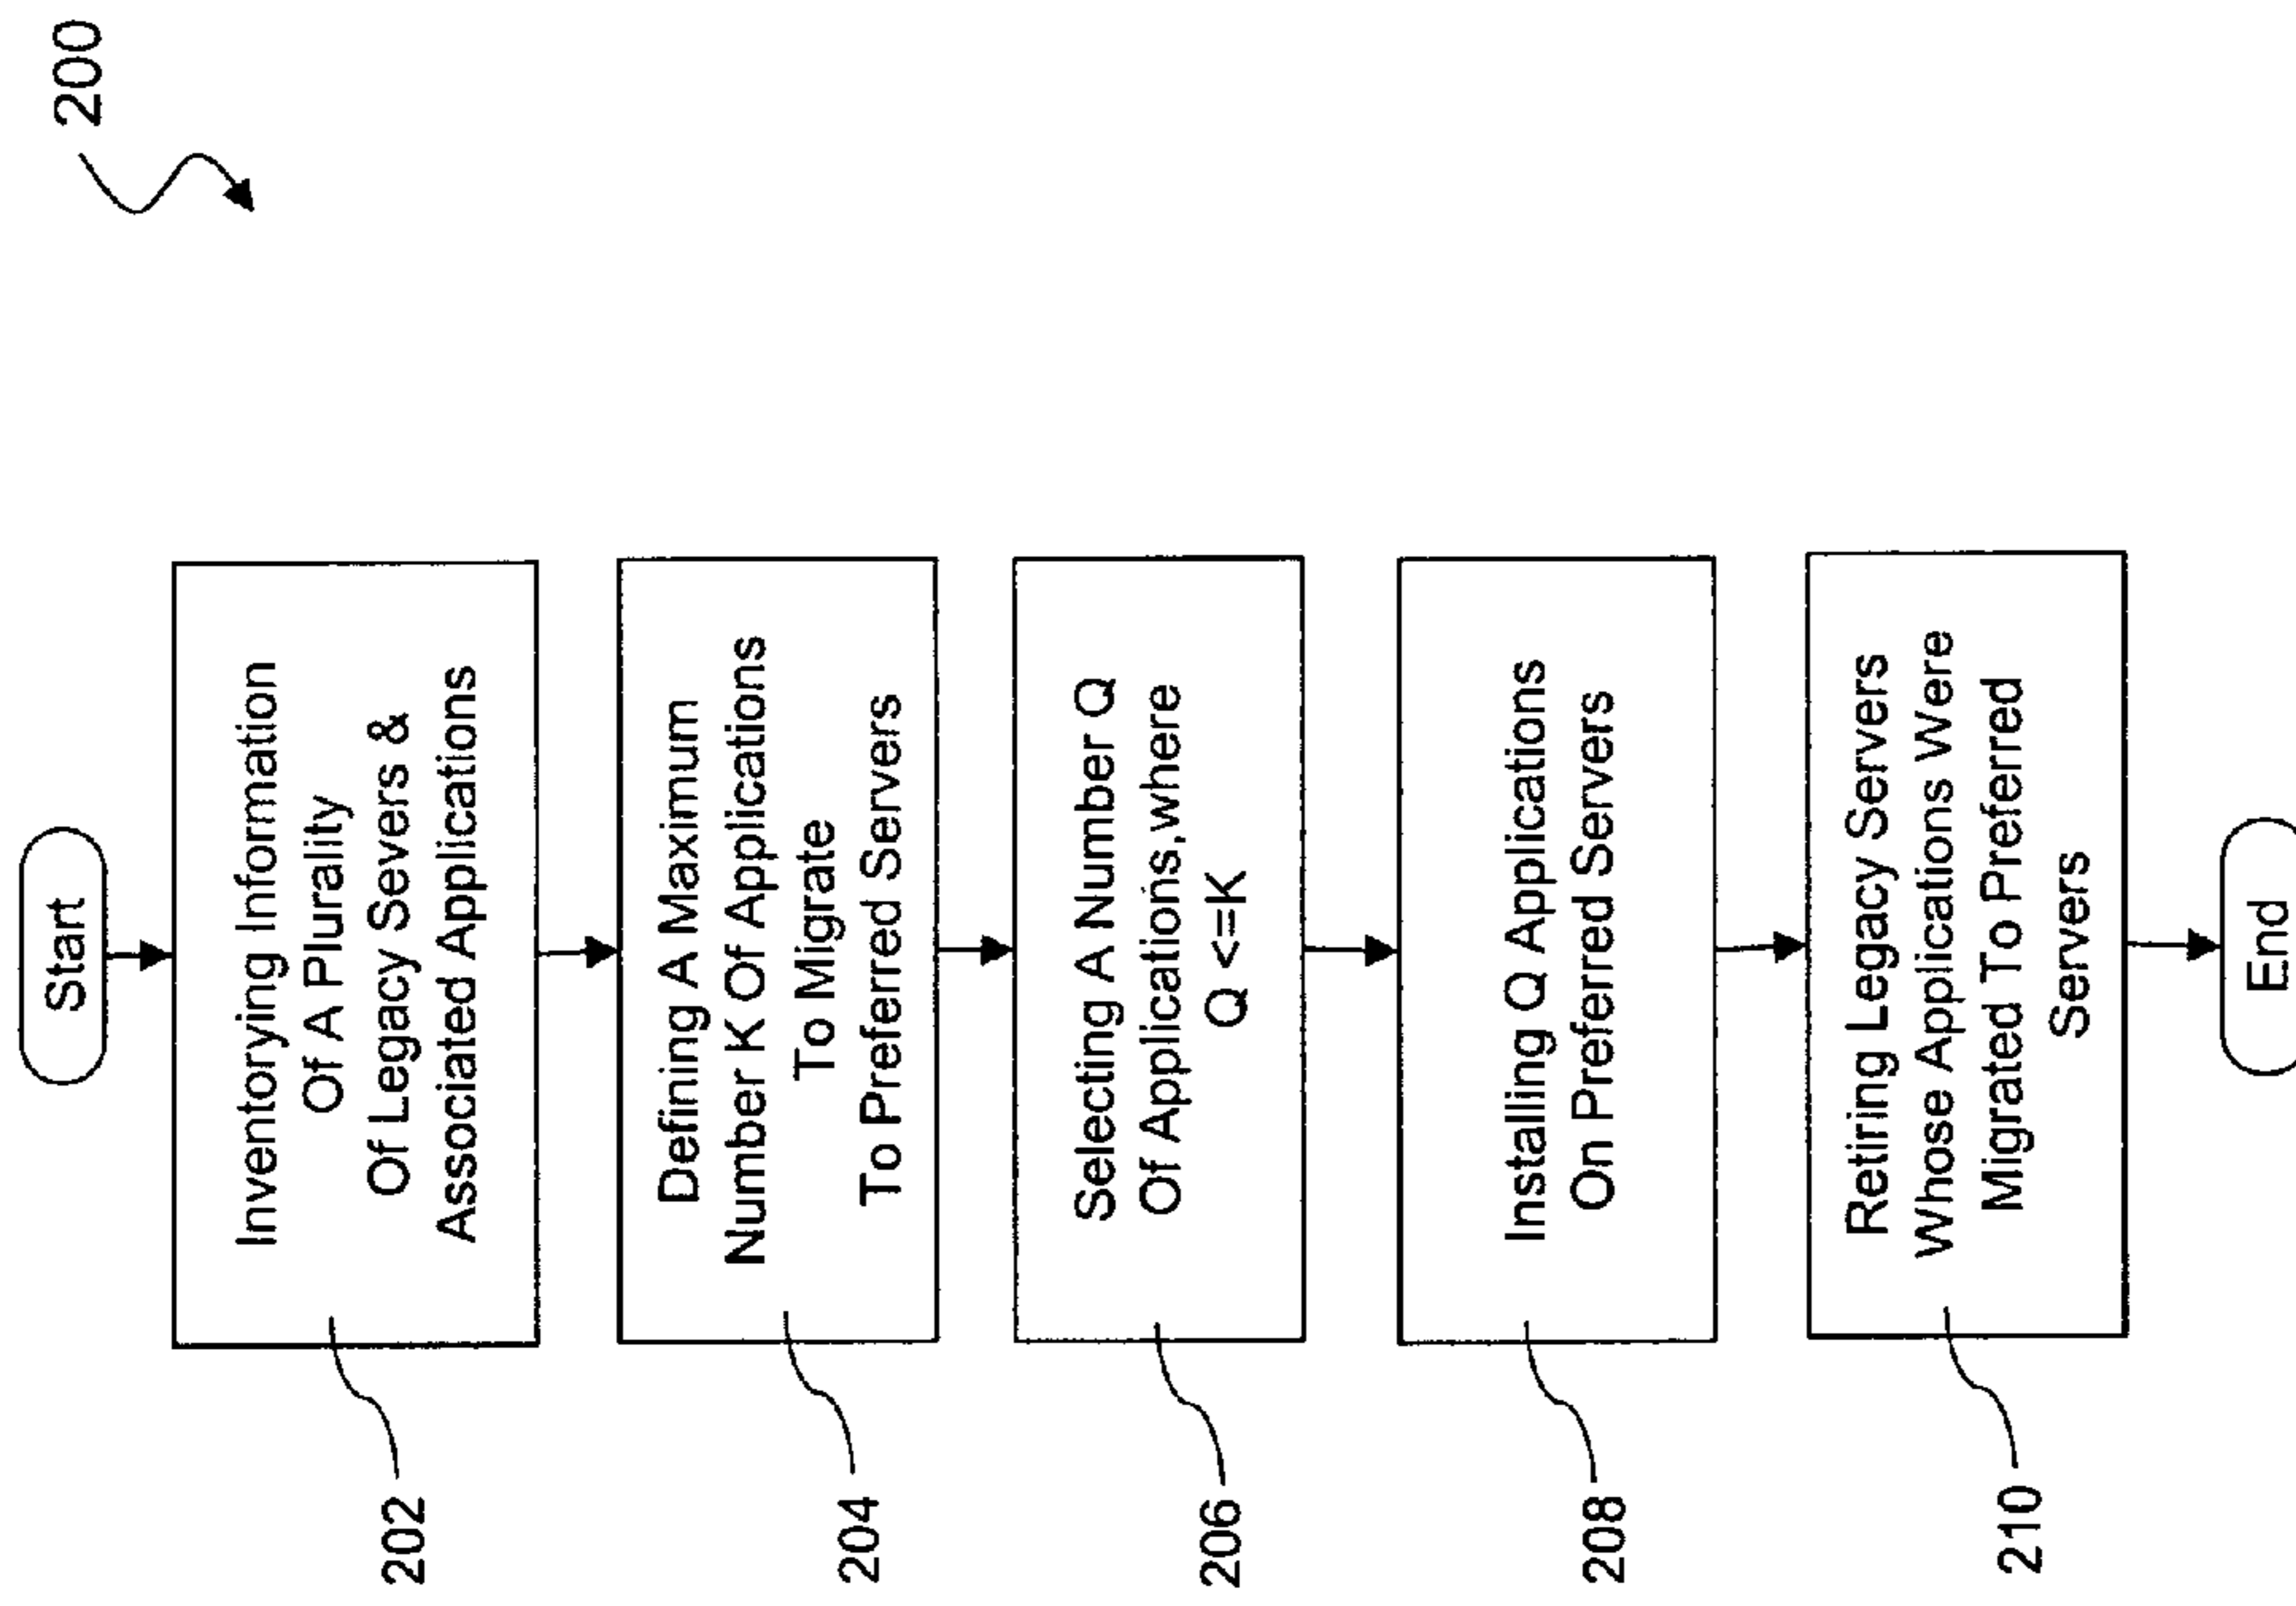 200
Start
Inventorying Information
Of A Plurality
Of Legacy Severs &
Associated Applications
202
Defining A Maximum
Number K Of Applications
To Migrate
To Preferred Servers
204
Selecting A Number Q
Of Applications,where
Q <=K
206
Installing Q Applications
On Preferred Servers
208
Retiring Legacy Servers
Whose Applications Were
Migrated To Preferred
Servers
210
End